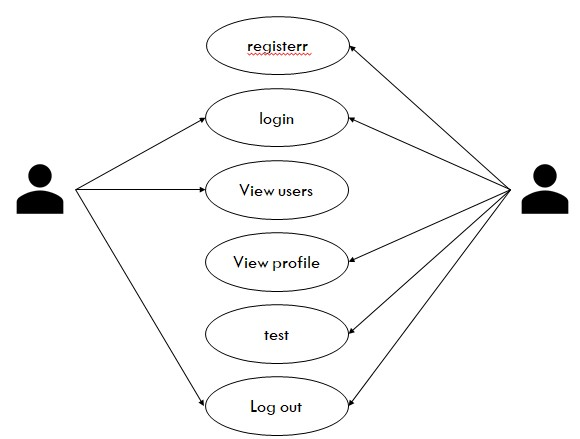 registerr
login
View users
View profile
test
Log out